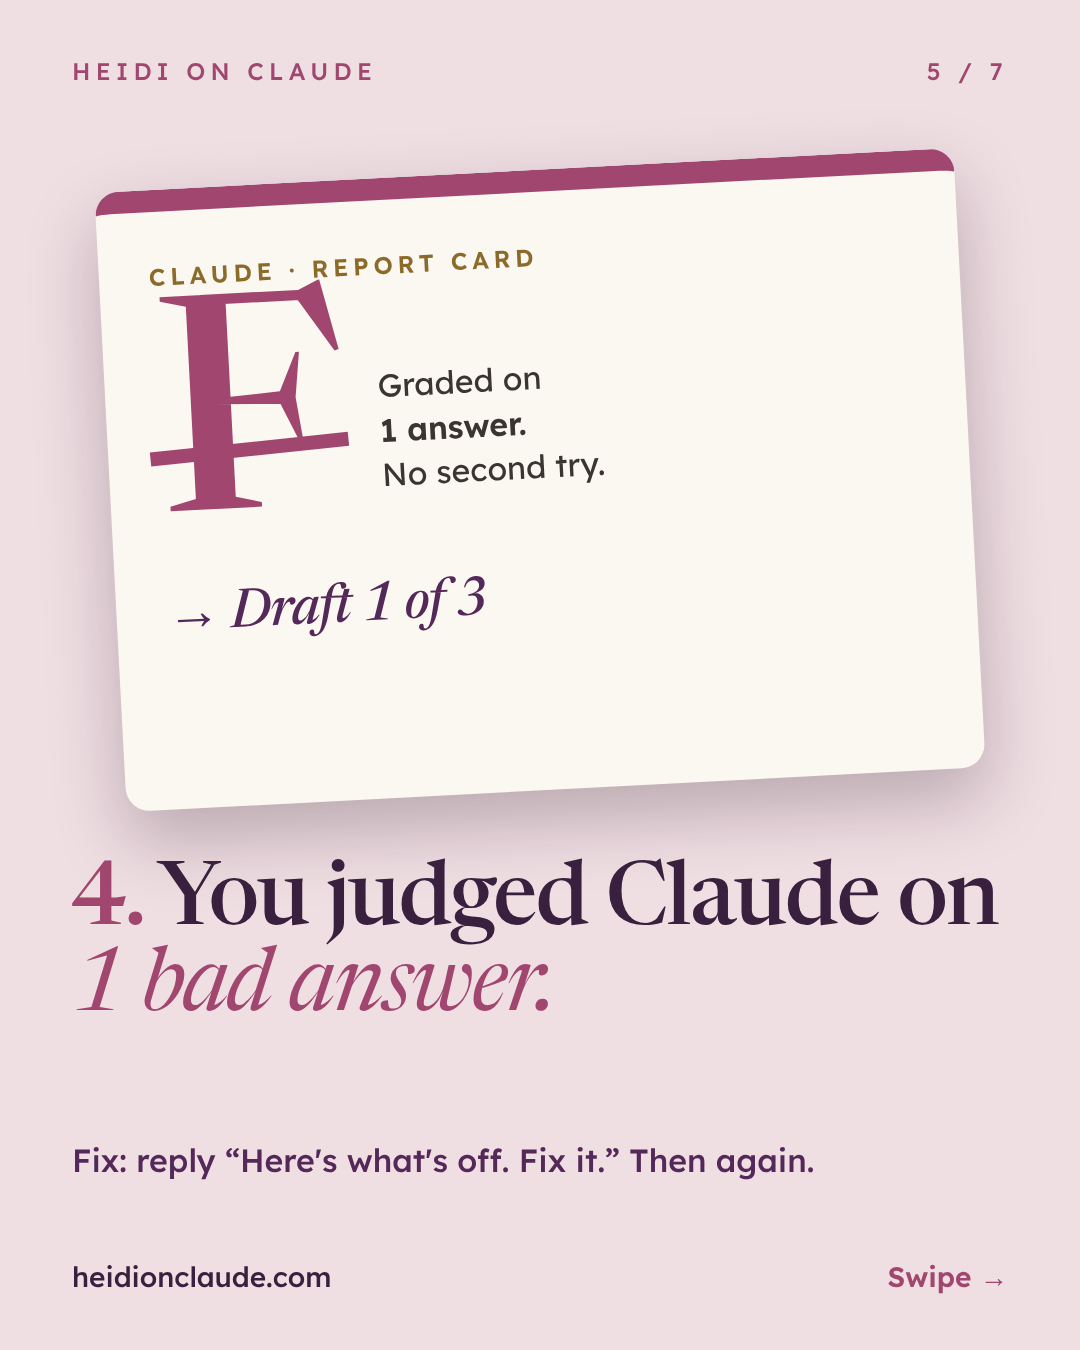 HEIDI ON CLAUDE
5 / 7
CLAUDE · REPORT CARD
F
Graded on
1 answer.
No second try.
→ Draft 1 of 3
4. You judged Claude on
1 bad answer.
Fix: reply “Here's what's off. Fix it.” Then again.
heidionclaude.com
Swipe →